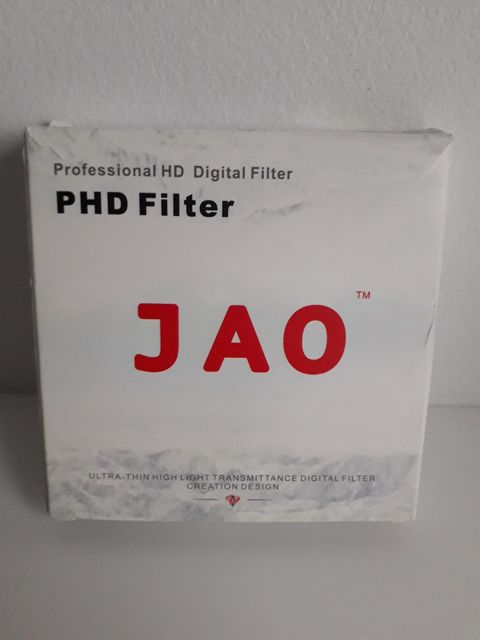 Professional HD Digital Filter
PHD Filter
JAO™
ULTRA-THIN HIGH LIGHT TRANSMITTANCE DIGITAL FILTER
CREATION DESIGN